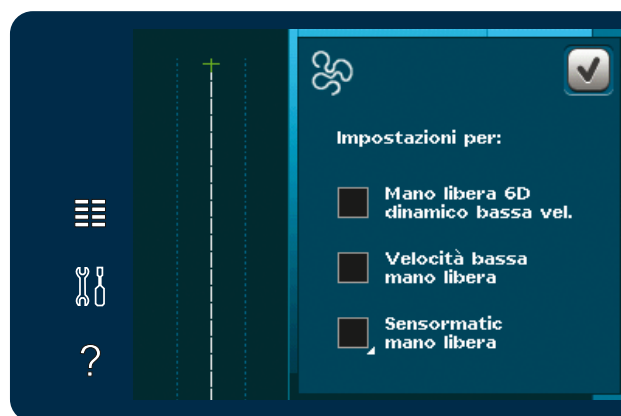 Impostazioni per:
Mano libera 6D
dinamico bassa vel.
Velocità bassa
mano libera
Sensormatic
mano libera
?